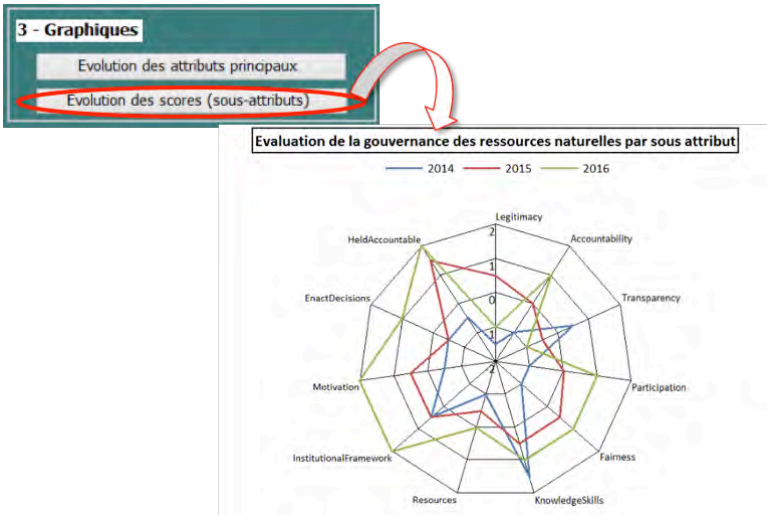 3 - Graphiques
Evolution des attributs principaux
Evolution des scores (sous-attributs)
Evaluation de la gouvernance des ressources naturelles par sous attribut
2014 2015 2016
Legitimacy
HeldAccountable 2 Accountability
1
EnactDecisions 0 Transparency
1
2
Motivation Participation
InstitutionalFramework Fairness
Resources KnowledgeSkills